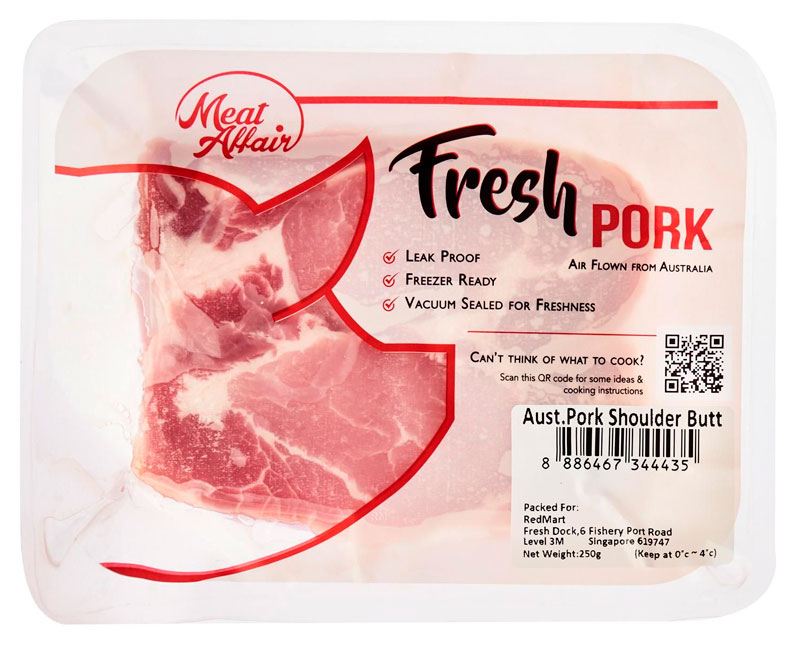 Meat
Affair
Fresh
PORK
AIR FLOWN FROM AUSTRALIA
LEAK PROOF
FREEZER READY
VACUUM SEALED FOR FRESHNESS
CAN'T THINK OF WHAT TO COOK?
Scan this QR code for some ideas &
cooking instructions
Aust.Pork Shoulder Butt
8 886467 344435
Packed For:
RedMart
Fresh Dock,6 Fishery Port Road
Level 3M Singapore 619747
Net Weight:250g (Keep at 0°c ~ 4°c)